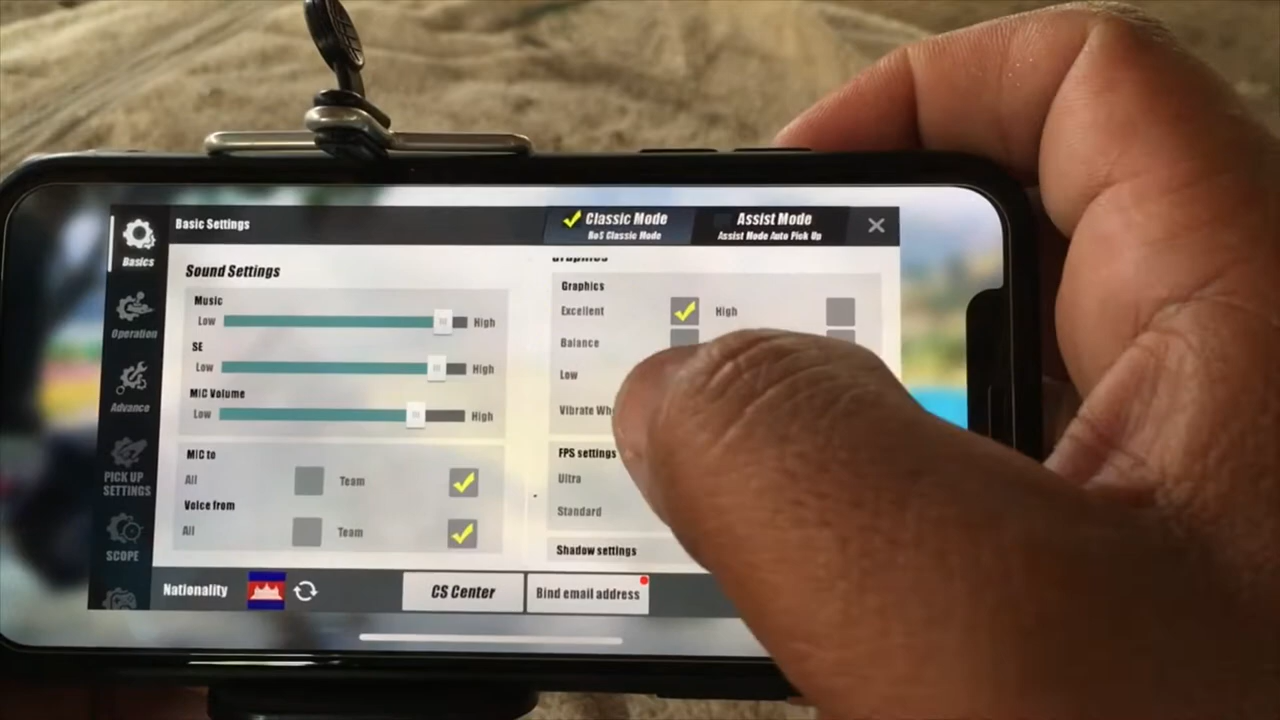 Basic Settings
Classic Mode
RoS Classic Mode
Assist Mode
Assist Mode Auto Pick Up
Basics
Operation
Advance
PICK UP
SETTINGS
SCOPE
Sound Settings
Music
Low
High
SE
Low
High
MIC Volume
Low
High
MIC to
All
Team
Voice from
All
Team
Graphics
Graphics
Excellent
High
Balance
Low
Vibrate
FPS settings
Ultra
Standard
Shadow settings
Nationality
CS Center
Bind email address